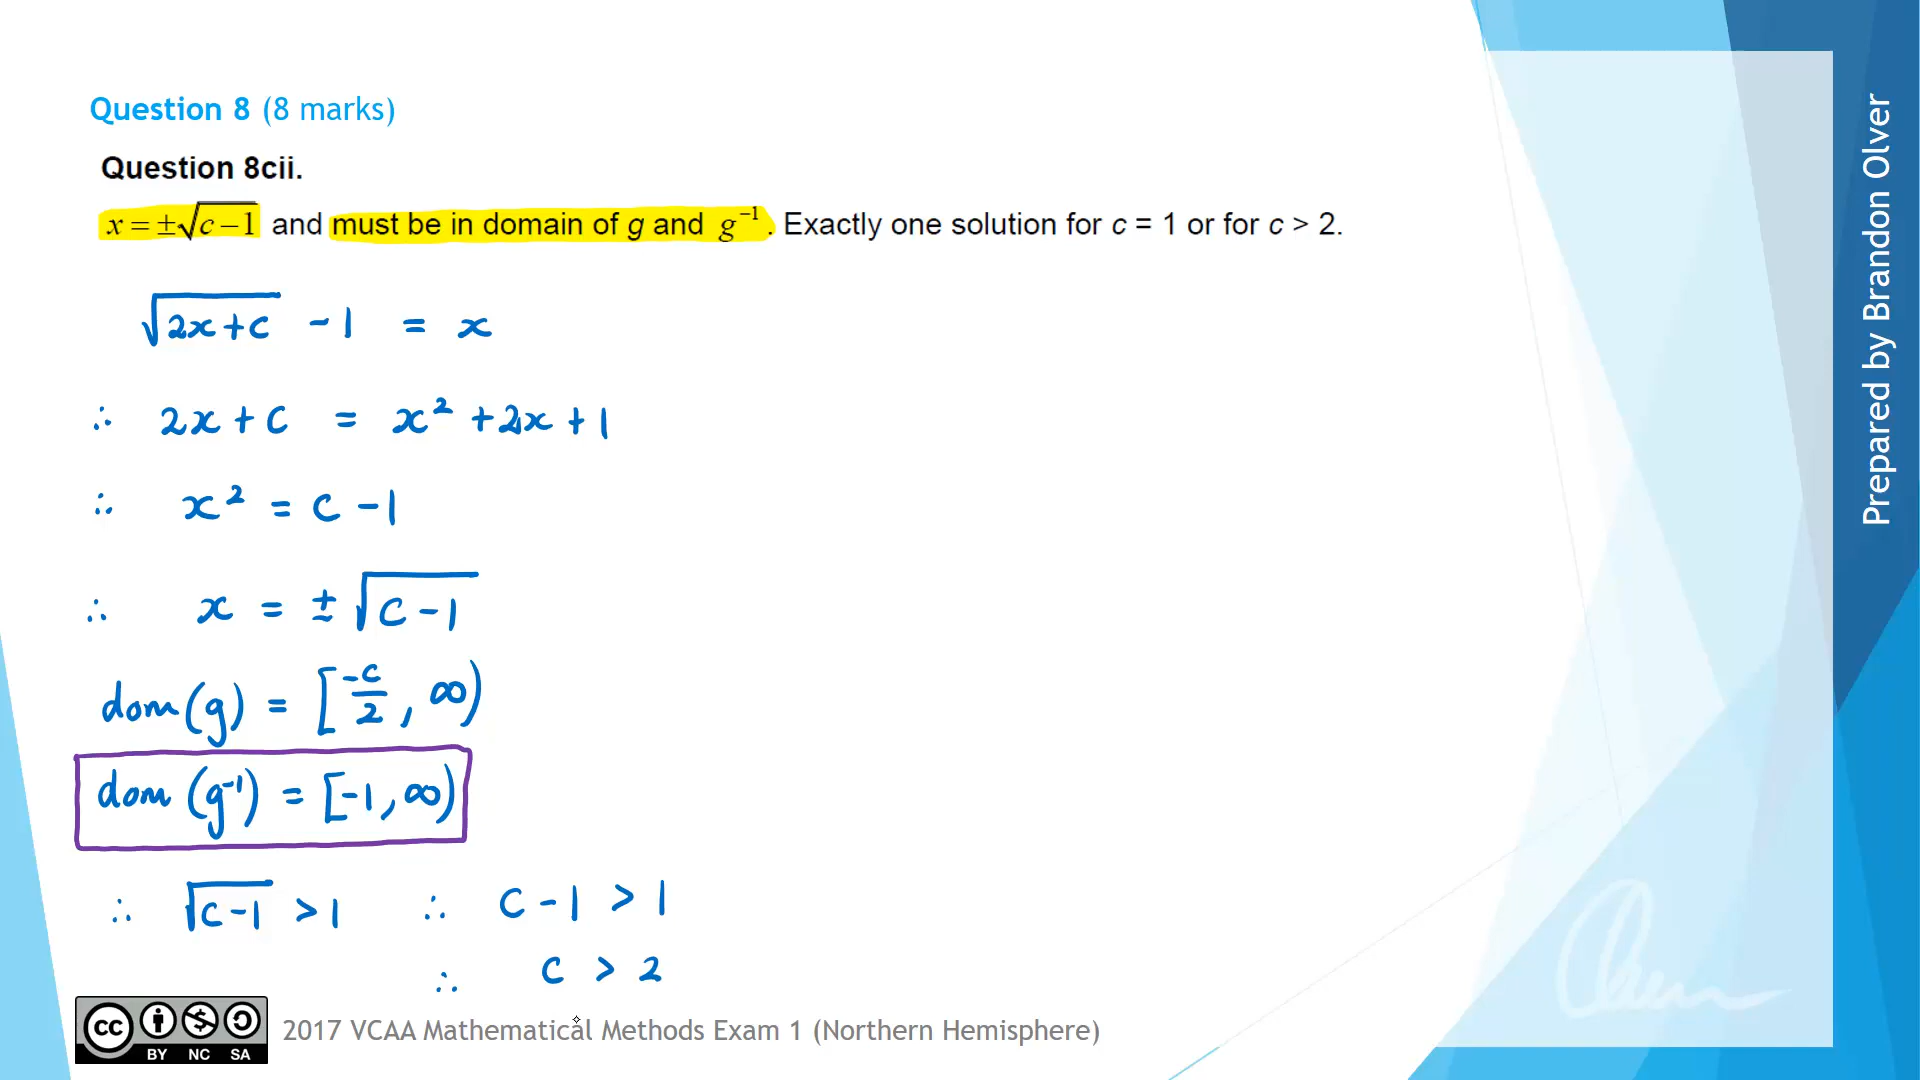 Question 8 (8 marks)
Question 8cii.
x = ±√(c−1) and must be in domain of g and g⁻¹. Exactly one solution for c = 1 or for c > 2.
√(2x+c) - 1 = x
∴ 2x + c = x² + 2x + 1
∴ x² = c - 1
∴ x = ± √(c - 1)
dom(g) = [-c/2, ∞)
dom(g⁻¹) = [-1, ∞)
∴ √(c-1) > 1 ∴ c - 1 > 1
∴ c > 2
cc BY NC SA
2017 VCAA Mathematical Methods Exam 1 (Northern Hemisphere)
Prepared by Brandon Olver